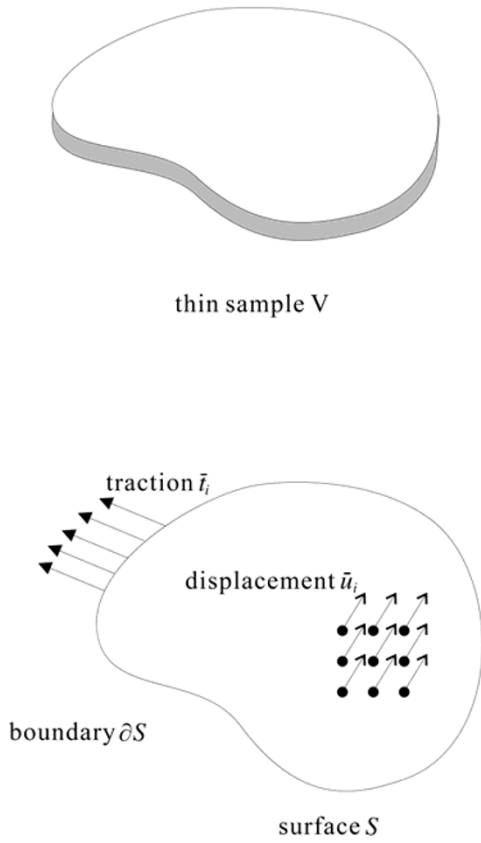 thin sample V
traction t̄ᵢ
displacement ūᵢ
boundary ∂S
surface S